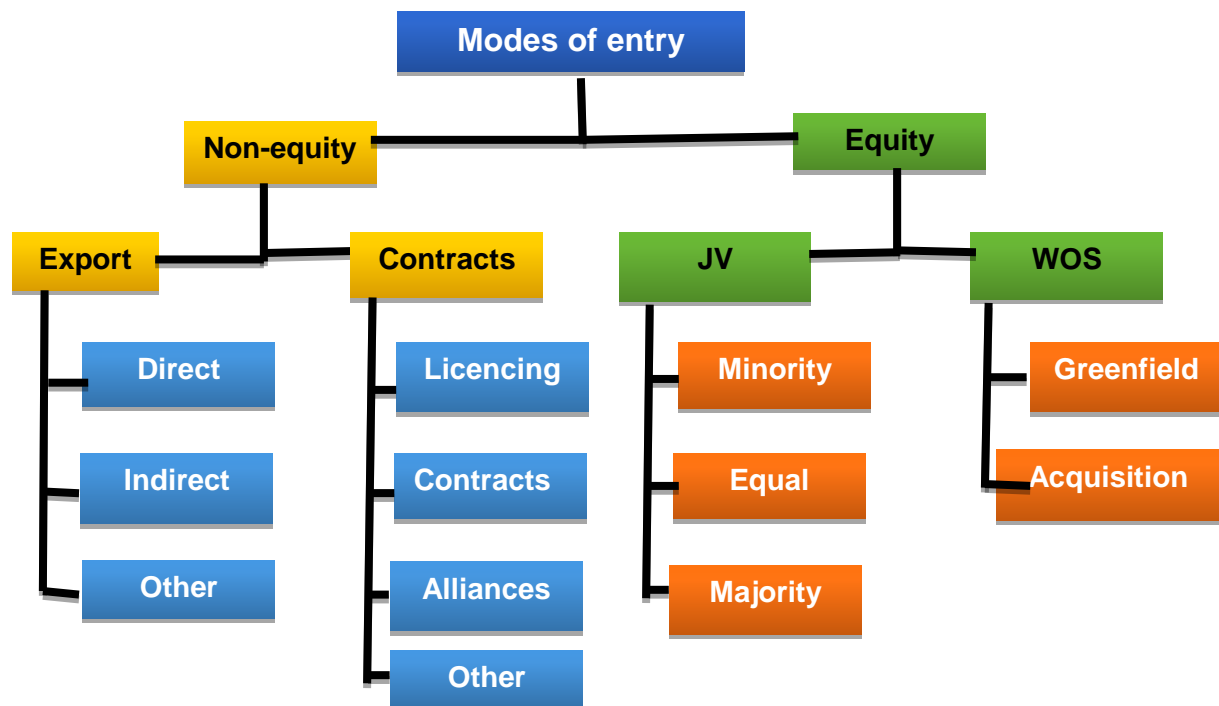 Modes of entry
Non-equity
Equity
Export
Contracts
JV
WOS
Direct
Licencing
Minority
Greenfield
Indirect
Contracts
Equal
Acquisition
Other
Alliances
Majority
Other